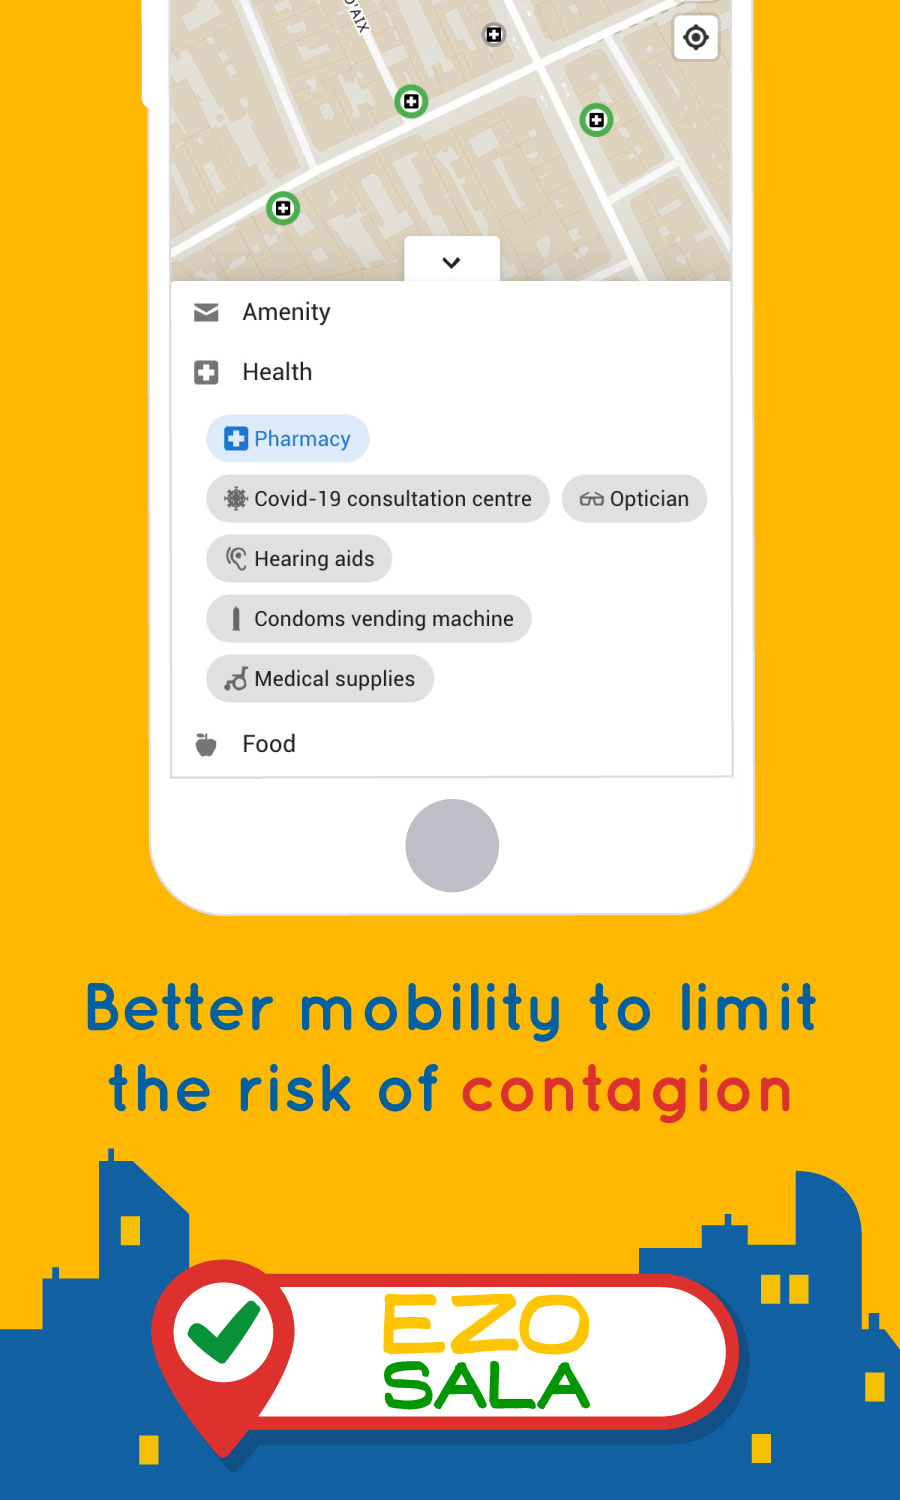 D'AIX
Amenity
Health
Pharmacy
Covid-19 consultation centre
Optician
Hearing aids
Condoms vending machine
Medical supplies
Food
Better mobility to limit
the risk of contagion
EZO
SALA